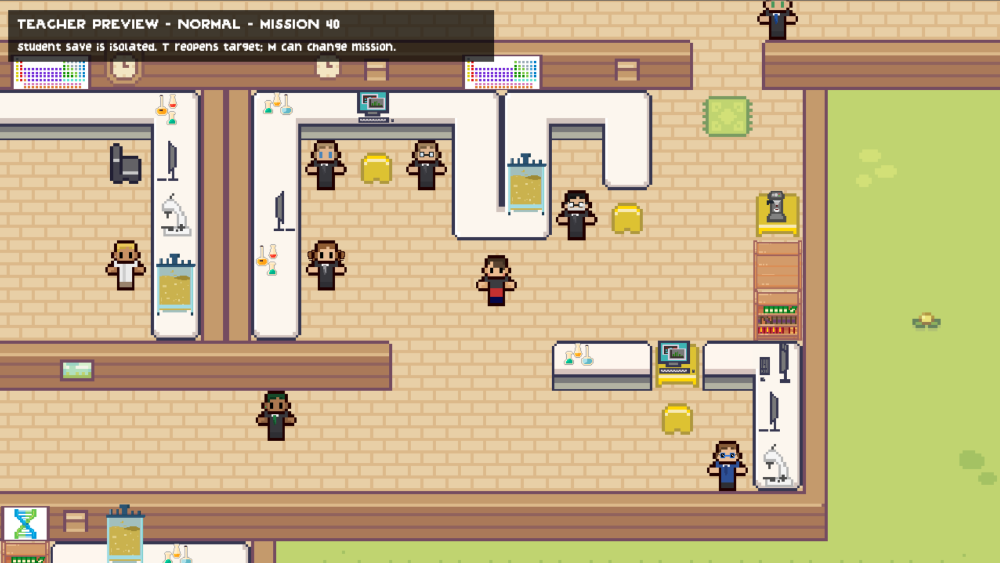 TEACHER PREVIEW - NORMAL - MISSION 40
Student save is isolated. T reopens target; M can change mission.